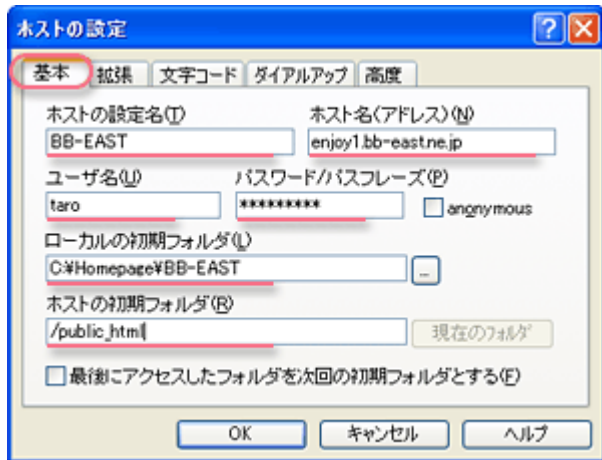 ホストの設定
基本 拡張 文字コード ダイアルアップ 高度
ホストの設定名(T) ホスト名(アドレス)(N)
BB-EAST enjoy1.bb-east.ne.jp
ユーザ名(U) パスワード/パスフレーズ(P)
taro ********* anonymous
ローカルの初期フォルダ(L)
C:¥Homepage¥BB-EAST ...
ホストの初期フォルダ(R)
/public_html 現在のフォルダ
最後にアクセスしたフォルダを次回の初期フォルダとする(F)
OK キャンセル ヘルプ